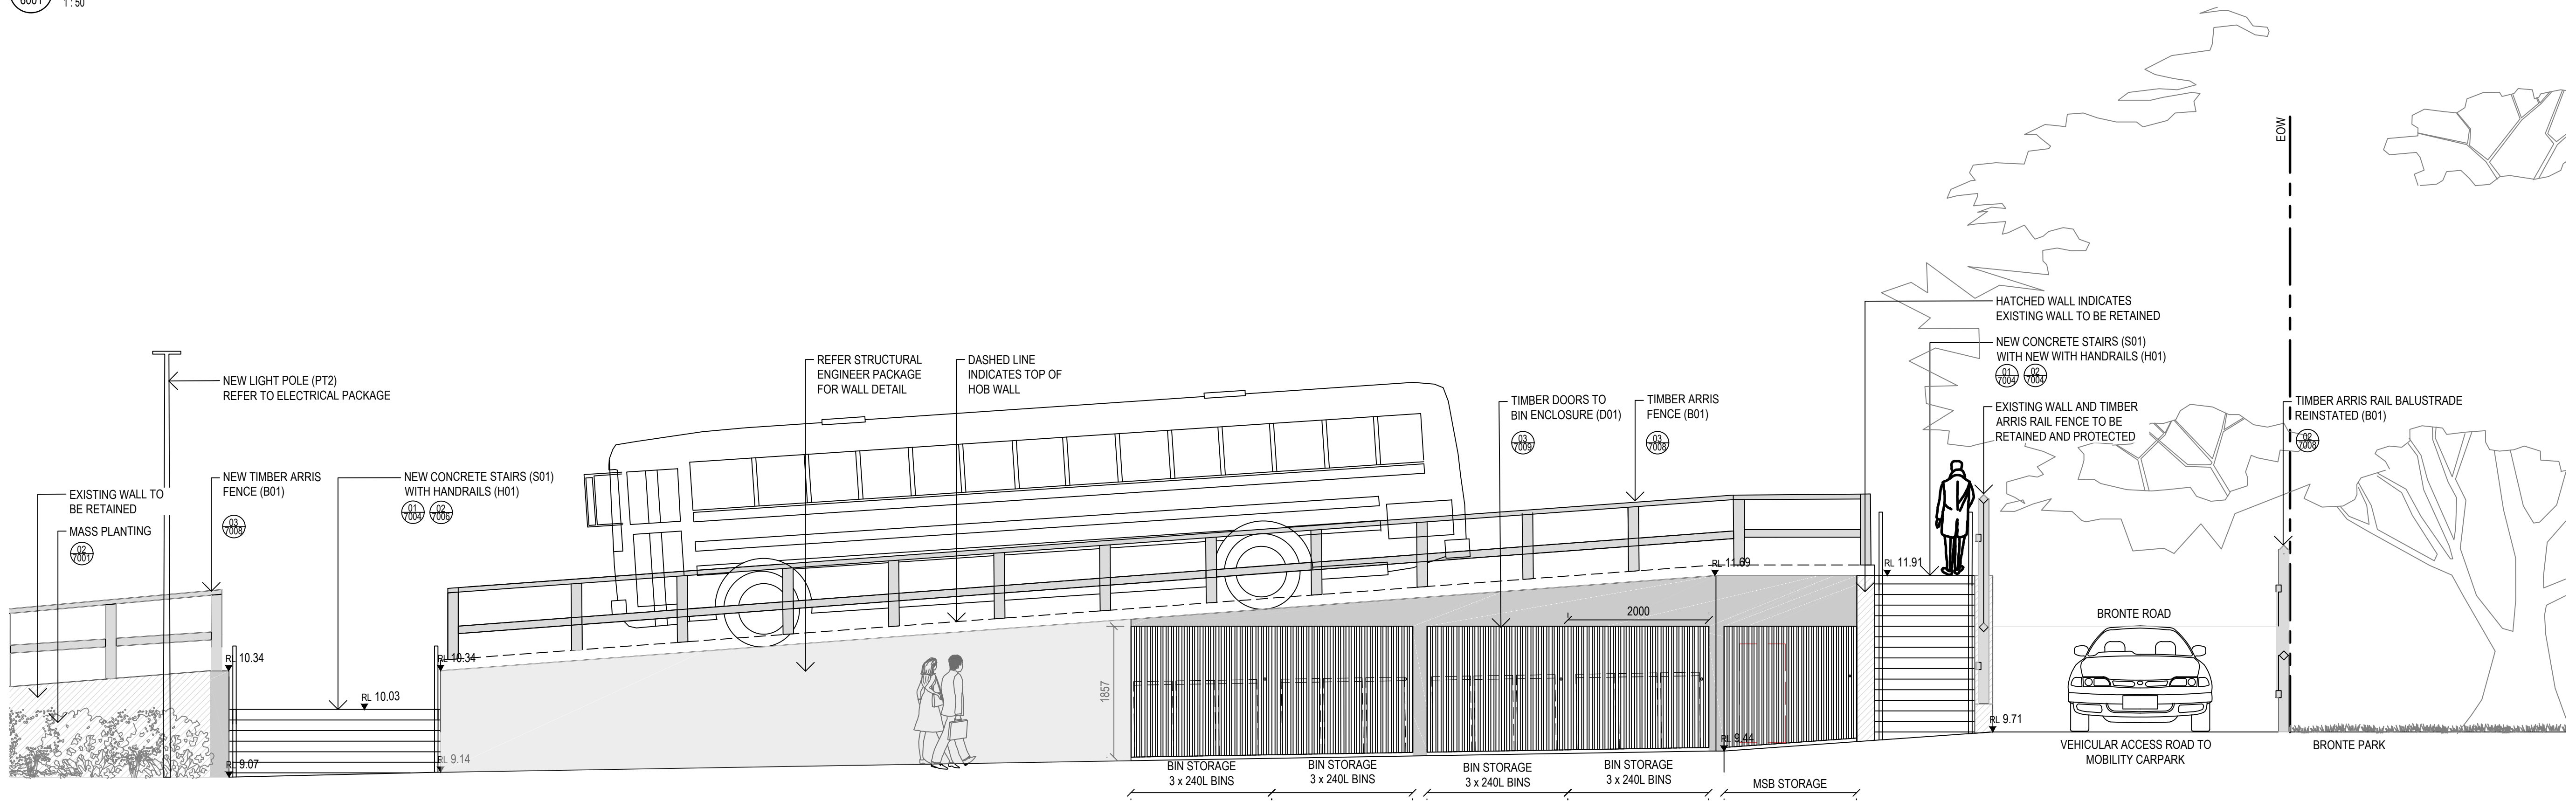 0001
1 : 50
EOW
HATCHED WALL INDICATES
EXISTING WALL TO BE RETAINED
NEW CONCRETE STAIRS (S01)
WITH NEW WITH HANDRAILS (H01)
01
7004
02
7004
NEW LIGHT POLE (PT2)
REFER TO ELECTRICAL PACKAGE
REFER STRUCTURAL
ENGINEER PACKAGE
FOR WALL DETAIL
DASHED LINE
INDICATES TOP OF
HOB WALL
TIMBER DOORS TO
BIN ENCLOSURE (D01)
03
7009
TIMBER ARRIS
FENCE (B01)
03
7008
EXISTING WALL AND TIMBER
ARRIS RAIL FENCE TO BE
RETAINED AND PROTECTED
TIMBER ARRIS RAIL BALUSTRADE
REINSTATED (B01)
02
7008
EXISTING WALL TO
BE RETAINED
MASS PLANTING
02
7001
NEW TIMBER ARRIS
FENCE (B01)
03
7008
NEW CONCRETE STAIRS (S01)
WITH HANDRAILS (H01)
01
7004
02
7006
RL 11.69
RL 11.91
2000
BRONTE ROAD
RL 10.34
RL 10.34
RL 10.03
1857
RL 9.71
RL 9.44
RL 9.14
RL 9.07
BIN STORAGE
3 x 240L BINS
BIN STORAGE
3 x 240L BINS
BIN STORAGE
3 x 240L BINS
BIN STORAGE
3 x 240L BINS
MSB STORAGE
VEHICULAR ACCESS ROAD TO
MOBILITY CARPARK
BRONTE PARK